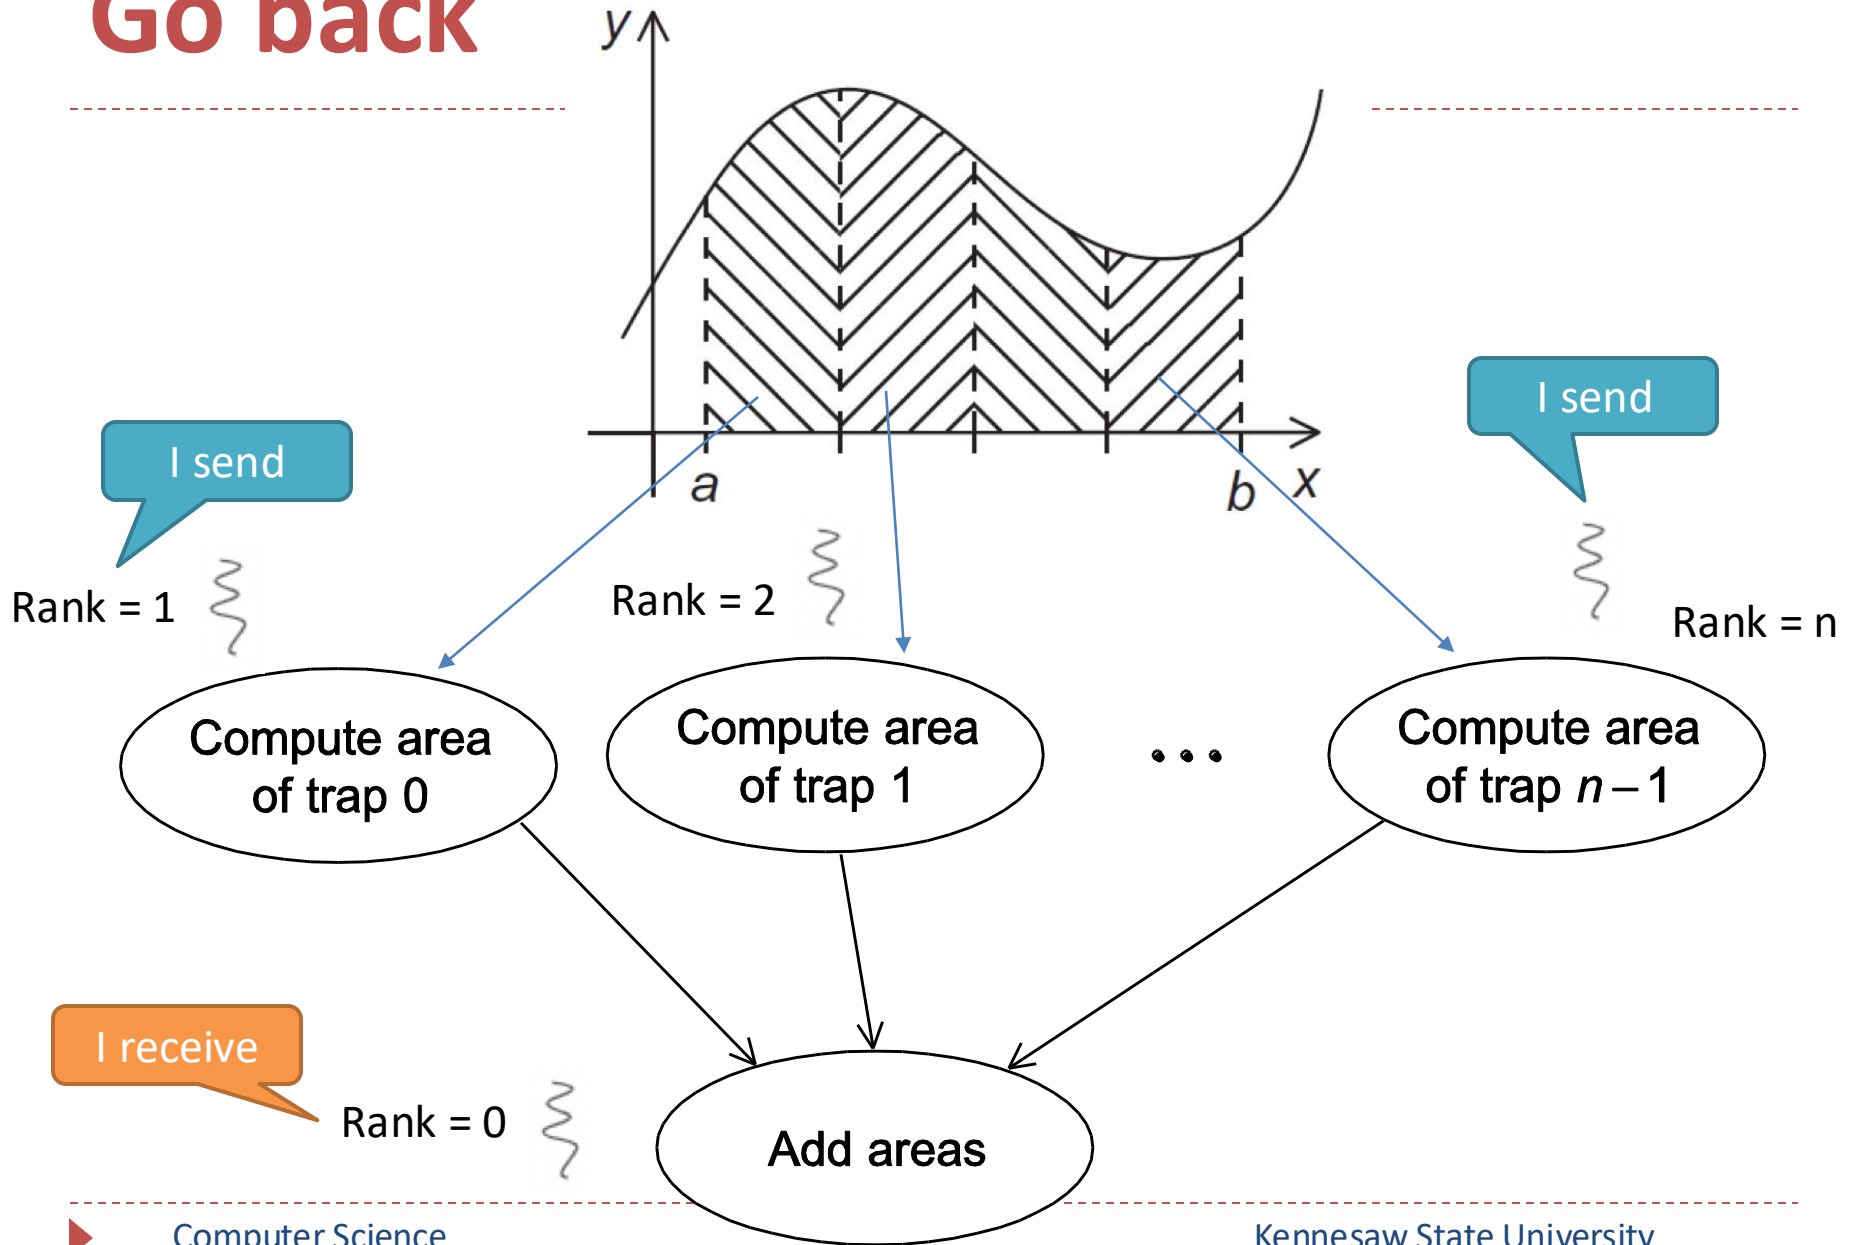 Go back
y
a
b
x
I send
I send
Rank = 1
Rank = 2
Rank = n
Compute area
of trap 0
Compute area
of trap 1
...
Compute area
of trap n – 1
I receive
Rank = 0
Add areas
Computer Science
Kennesaw State University